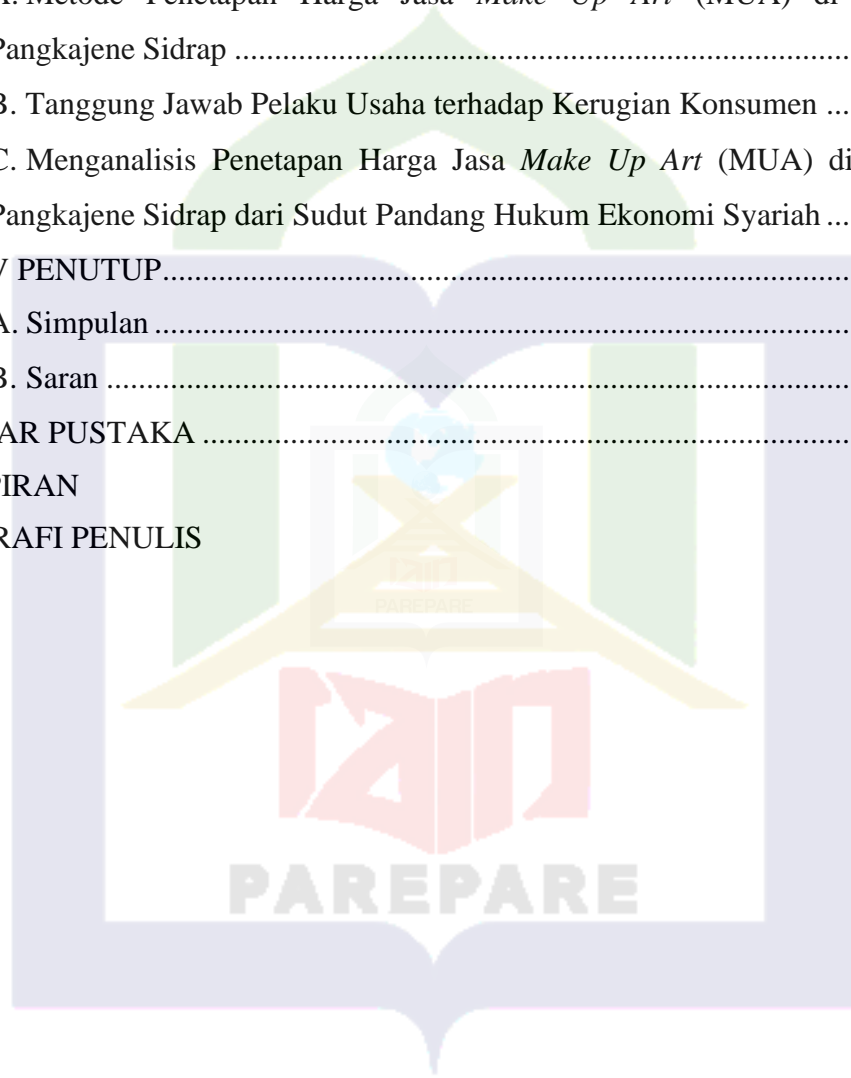 A. Metode Penetapan Harga Jasa Make Up Art (MUA) di
Pangkajene Sidrap ....................................................................................
B. Tanggung Jawab Pelaku Usaha terhadap Kerugian Konsumen ...
C. Menganalisis Penetapan Harga Jasa Make Up Art (MUA) di
Pangkajene Sidrap dari Sudut Pandang Hukum Ekonomi Syariah ...
V PENUTUP.............................................................................................
A. Simpulan ..............................................................................................
B. Saran ....................................................................................................
AR PUSTAKA ........................................................................................
PIRAN
RAFI PENULIS
iain
PAREPARE
iain
PAREPARE